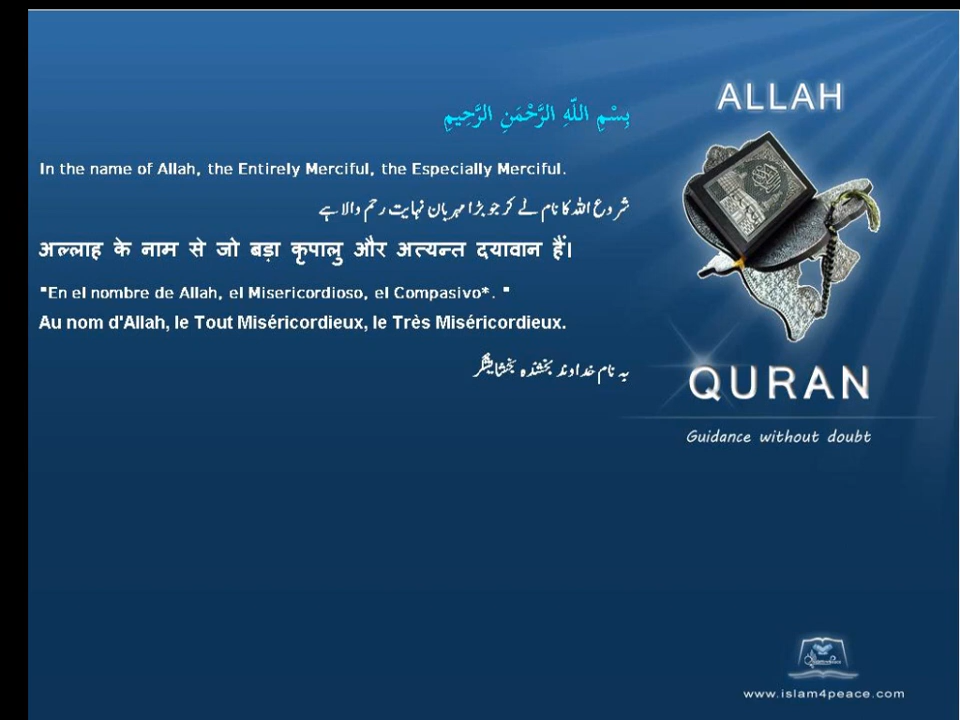 بِسْمِ اللّهِ الرَّحْمَنِ الرَّحِيمِ
In the name of Allah, the Entirely Merciful, the Especially Merciful.
شروع اللہ کا نام لے کر جو بڑا مہربان نہایت رحم والا ہے
अल्लाह के नाम से जो बड़ा कृपालु और अत्यन्त दयावान हैं।
"En el nombre de Allah, el Misericordioso, el Compasivo*. "
Au nom d'Allah, le Tout Miséricordieux, le Très Miséricordieux.
به نام خداوند بخشنده بخشایشگر
ALLAH
QURAN
Guidance without doubt
www.islam4peace.com